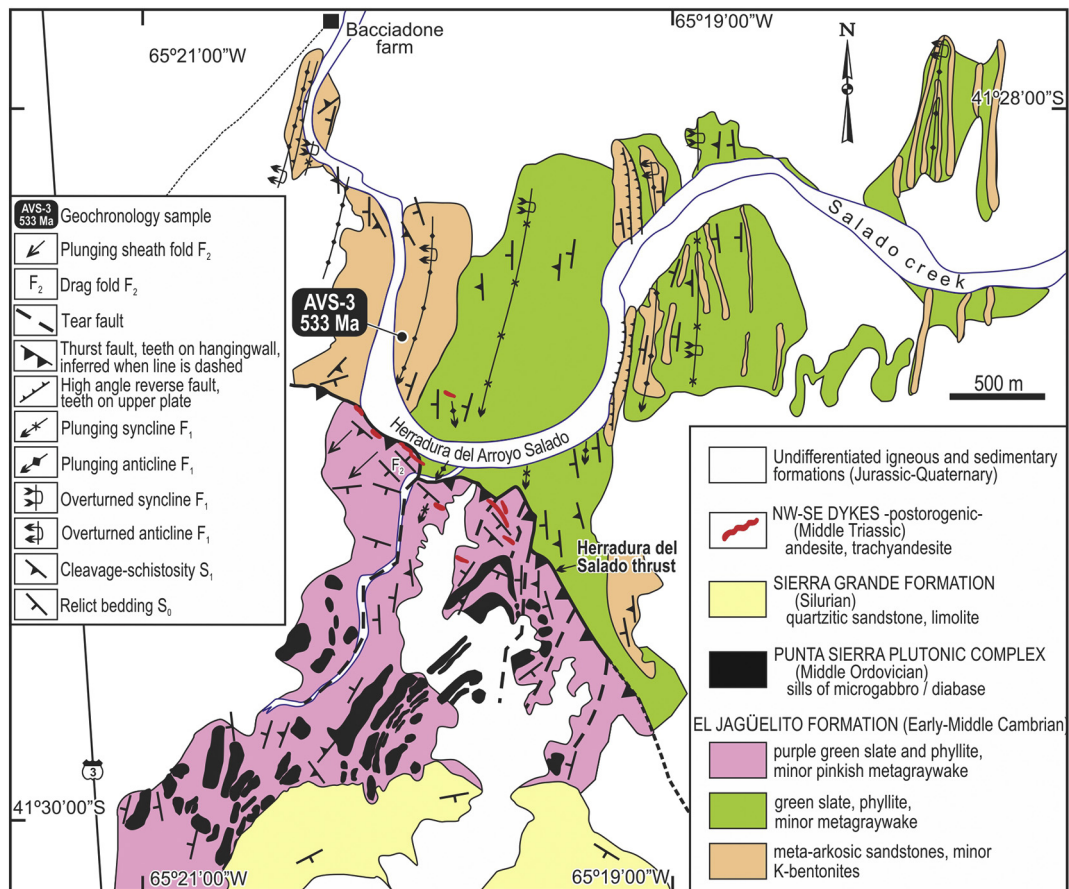 65º21'00"W
Bacciadone
farm
65º19'00"W
N
41º28'00"S
Salado creek
AVS-3
533 Ma
Geochronology sample
Plunging sheath fold F2
F2
Drag fold F2
Tear fault
Thurst fault, teeth on hangingwall,
inferred when line is dashed
High angle reverse fault,
teeth on upper plate
Plunging syncline F1
Plunging anticline F1
Overturned syncline F1
Overturned anticline F1
Cleavage-schistosity S1
Relict bedding S0
AVS-3
533 Ma
500 m
Herradura del Arroyo Salado
F2
Herradura del
Salado thrust
Undifferentiated igneous and sedimentary
formations (Jurassic-Quaternary)
NW-SE DYKES -postorogenic-
(Middle Triassic)
andesite, trachyandesite
SIERRA GRANDE FORMATION
(Silurian)
quartzitic sandstone, limolite
PUNTA SIERRA PLUTONIC COMPLEX
(Middle Ordovician)
sills of microgabbro / diabase
EL JAGÜELITO FORMATION (Early-Middle Cambrian)
purple green slate and phyllite,
minor pinkish metagraywake
green slate, phyllite,
minor metagraywake
meta-arkosic sandstones, minor
K-bentonites
3
41º30'00"S
65º21'00"W
65º19'00"W